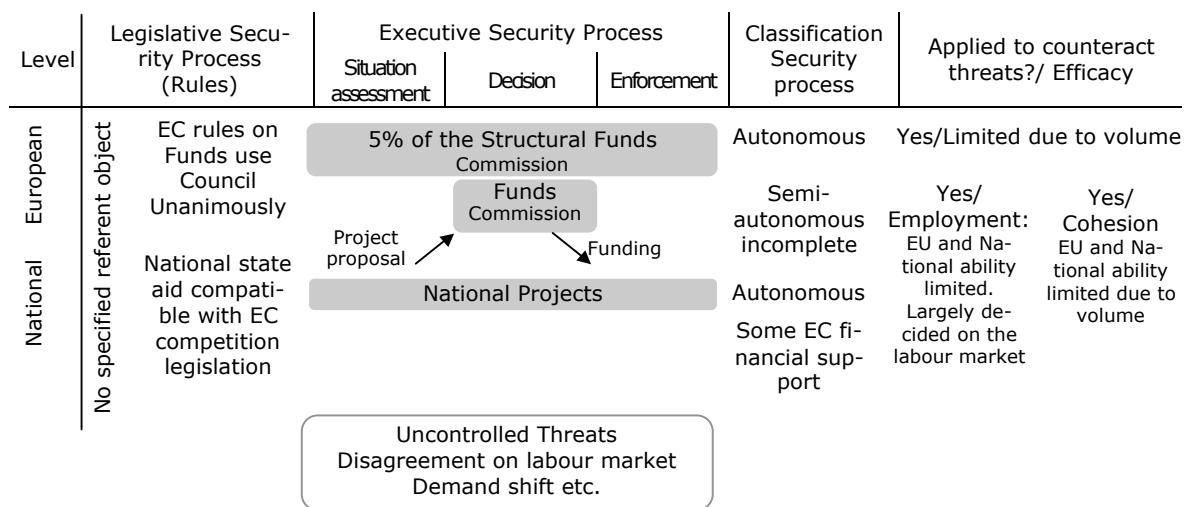 Level
Legislative Secu-
rity Process
(Rules)
Executive Security Process
Situation
assessment
Decision
Enforcement
Classification
Security
process
Applied to counteract
threats?/ Efficacy
European
National
No specified referent object
EC rules on
Funds use
Council
Unanimously
National state
aid compati-
ble with EC
competition
legislation
5% of the Structural Funds
Commission
Funds
Commission
Project
proposal
Funding
National Projects
Autonomous
Semi-
autonomous
incomplete
Autonomous
Some EC fi-
nancial sup-
port
Yes/Limited due to volume
Yes/
Employment:
EU and Na-
tional ability
limited.
Largely de-
cided on the
labour market
Yes/
Cohesion
EU and Na-
tional ability
limited due to
volume
Uncontrolled Threats
Disagreement on labour market
Demand shift etc.